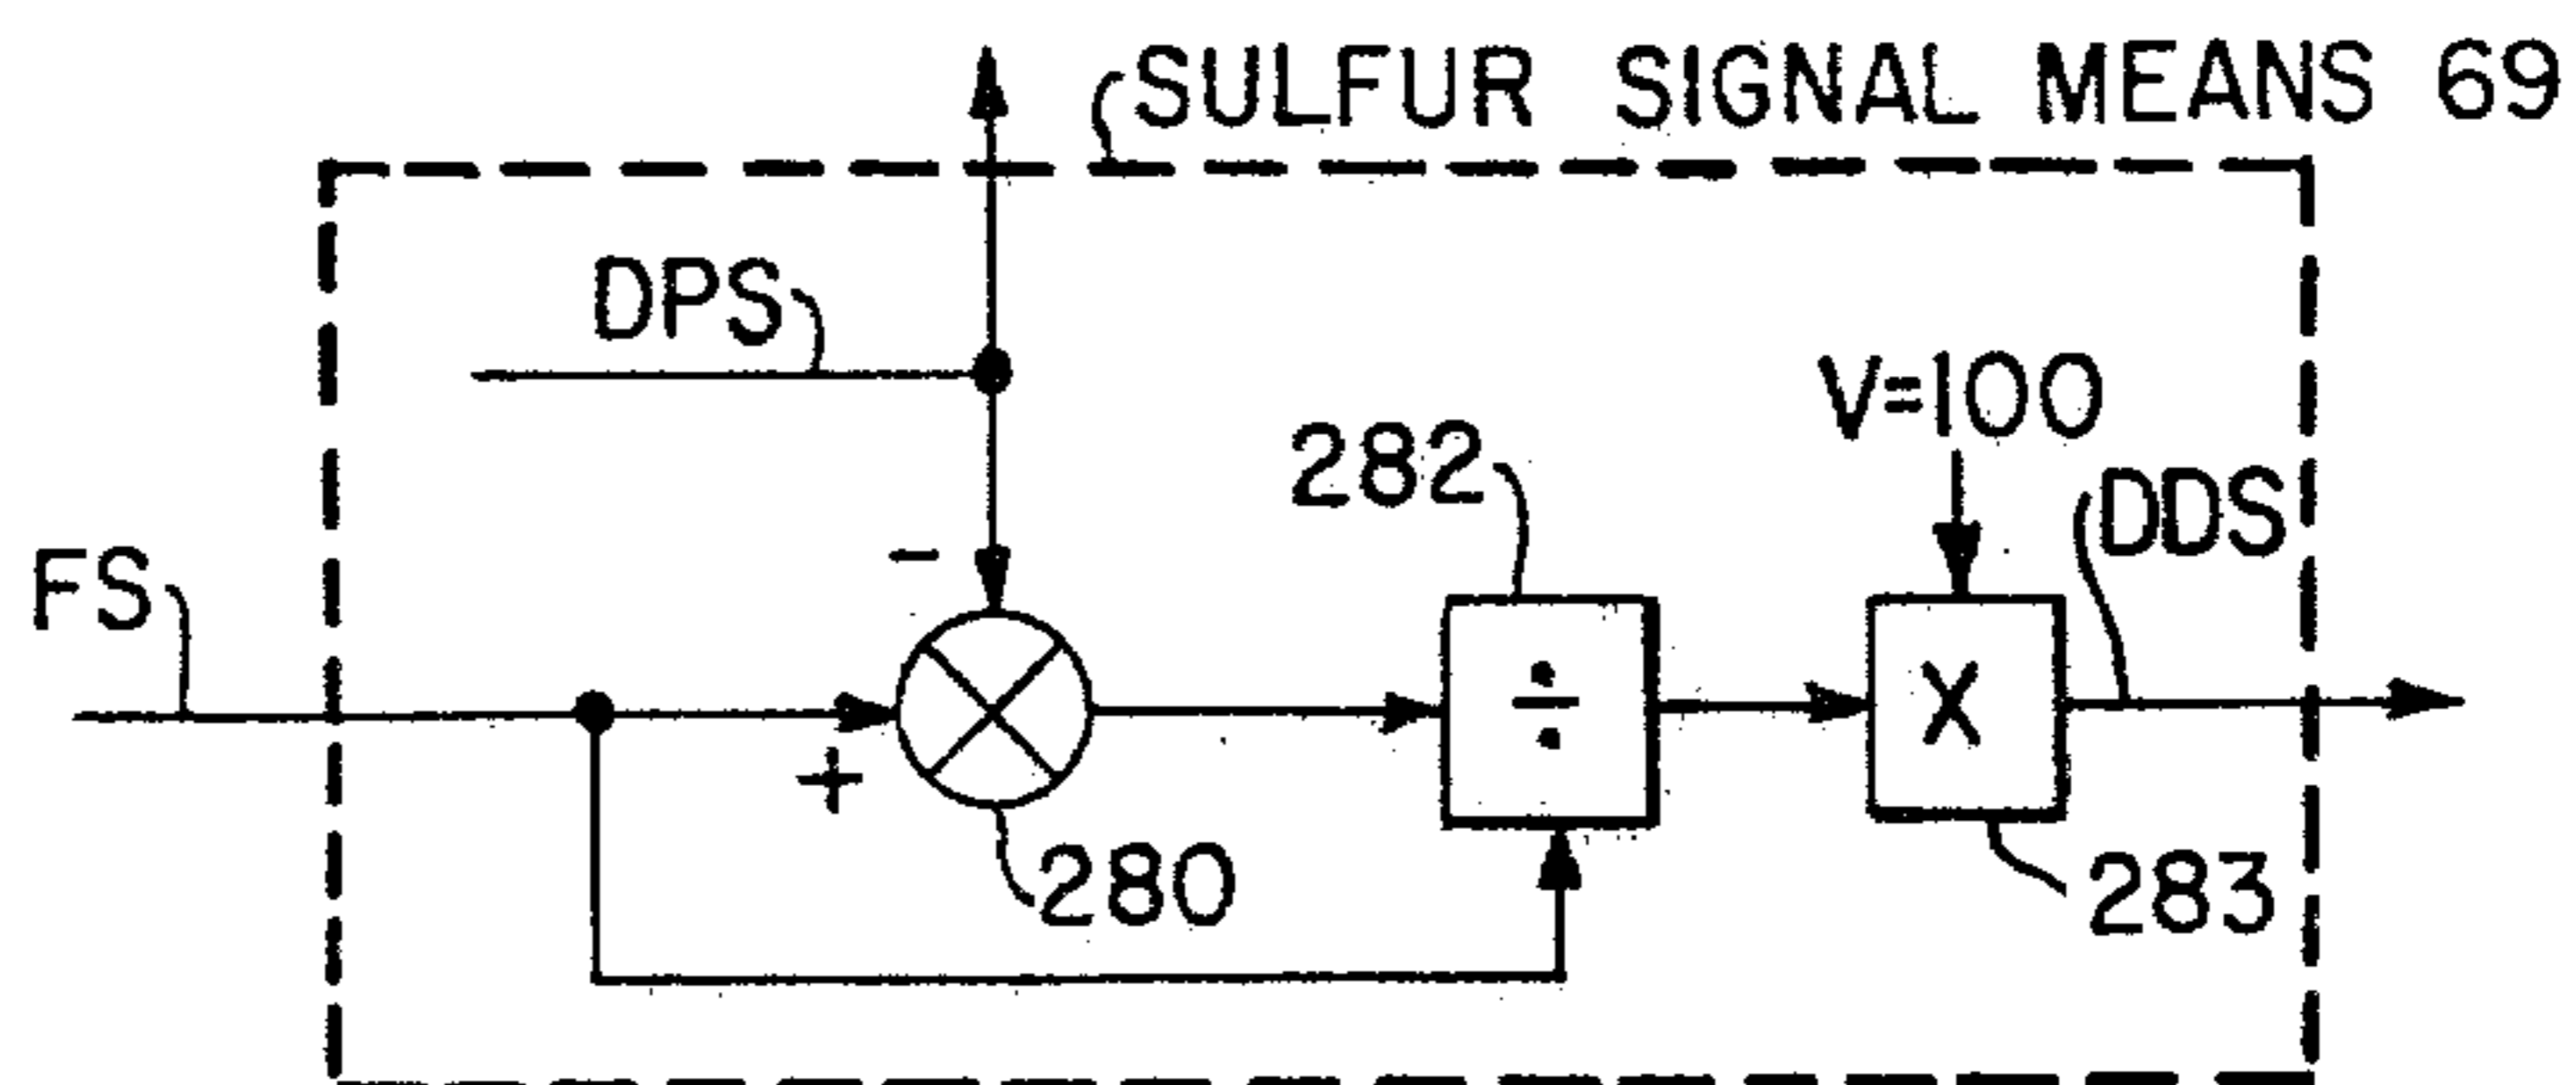 SULFUR SIGNAL MEANS 69
DPS
V=100
282
DDS
FS
-
÷
X
+
280
283